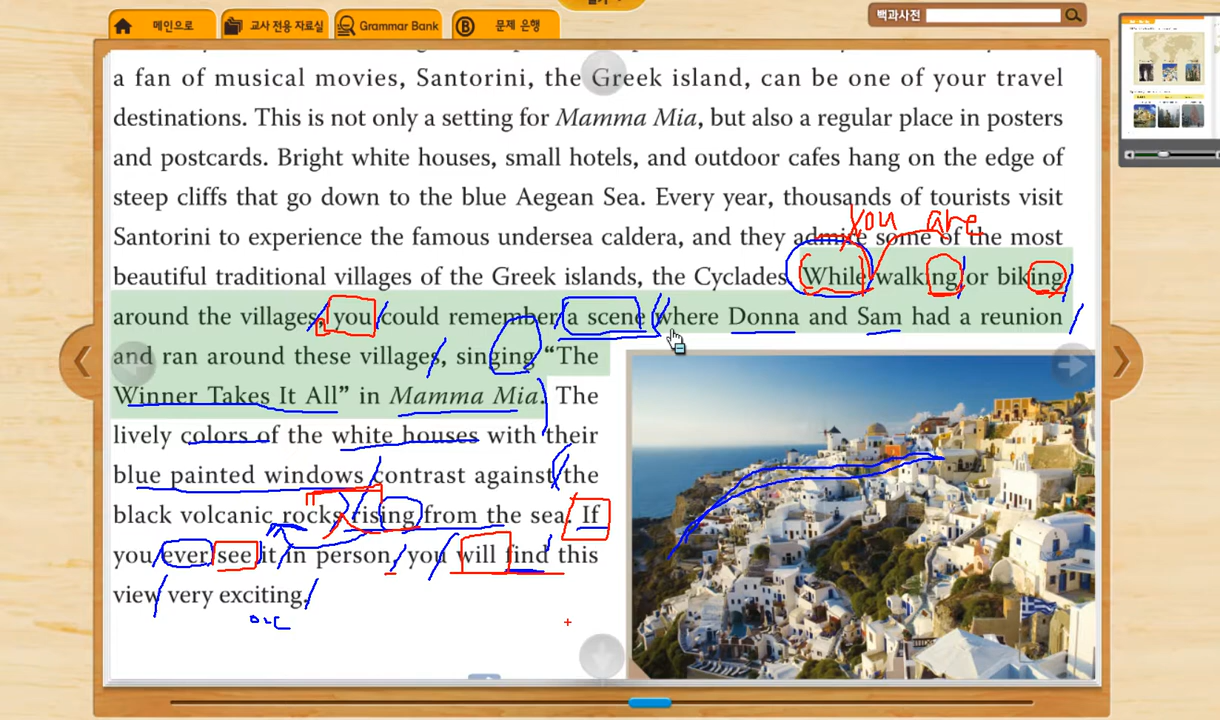 메인으로
교사 전용 자료실
Grammar Bank
B 문제 은행
백과사전
a fan of musical movies, Santorini, the Greek island, can be one of your travel
destinations. This is not only a setting for Mamma Mia, but also a regular place in posters
and postcards. Bright white houses, small hotels, and outdoor cafes hang on the edge of
steep cliffs that go down to the blue Aegean Sea. Every year, thousands of tourists visit
you are
Santorini to experience the famous undersea caldera, and they admire some of the most
beautiful traditional villages of the Greek islands, the Cyclades. While walking or biking
around the villages, you could remember a scene where Donna and Sam had a reunion
and ran around these villages, singing “The
Winner Takes It All” in Mamma Mia. The
lively colors of the white houses with their
blue painted windows contrast against the
black volcanic rocks rising from the sea. If
you ever see it in person, you will find this
view very exciting.